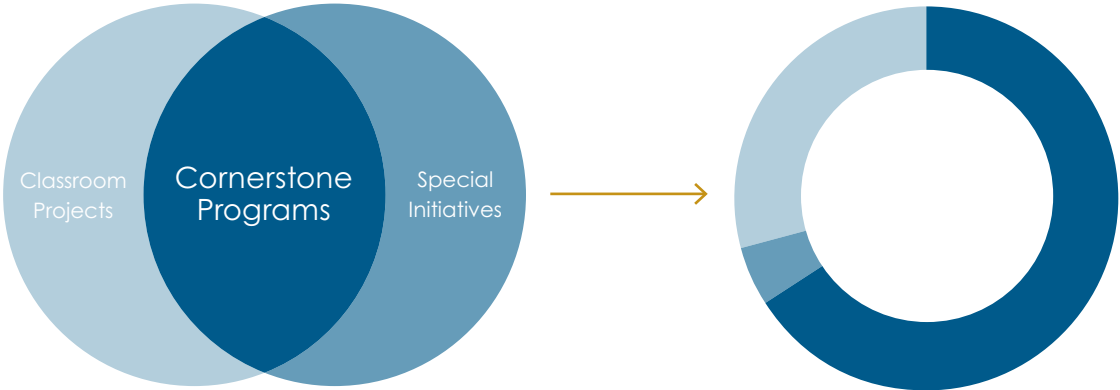 Classroom
Projects
Cornerstone
Programs
Special
Initiatives